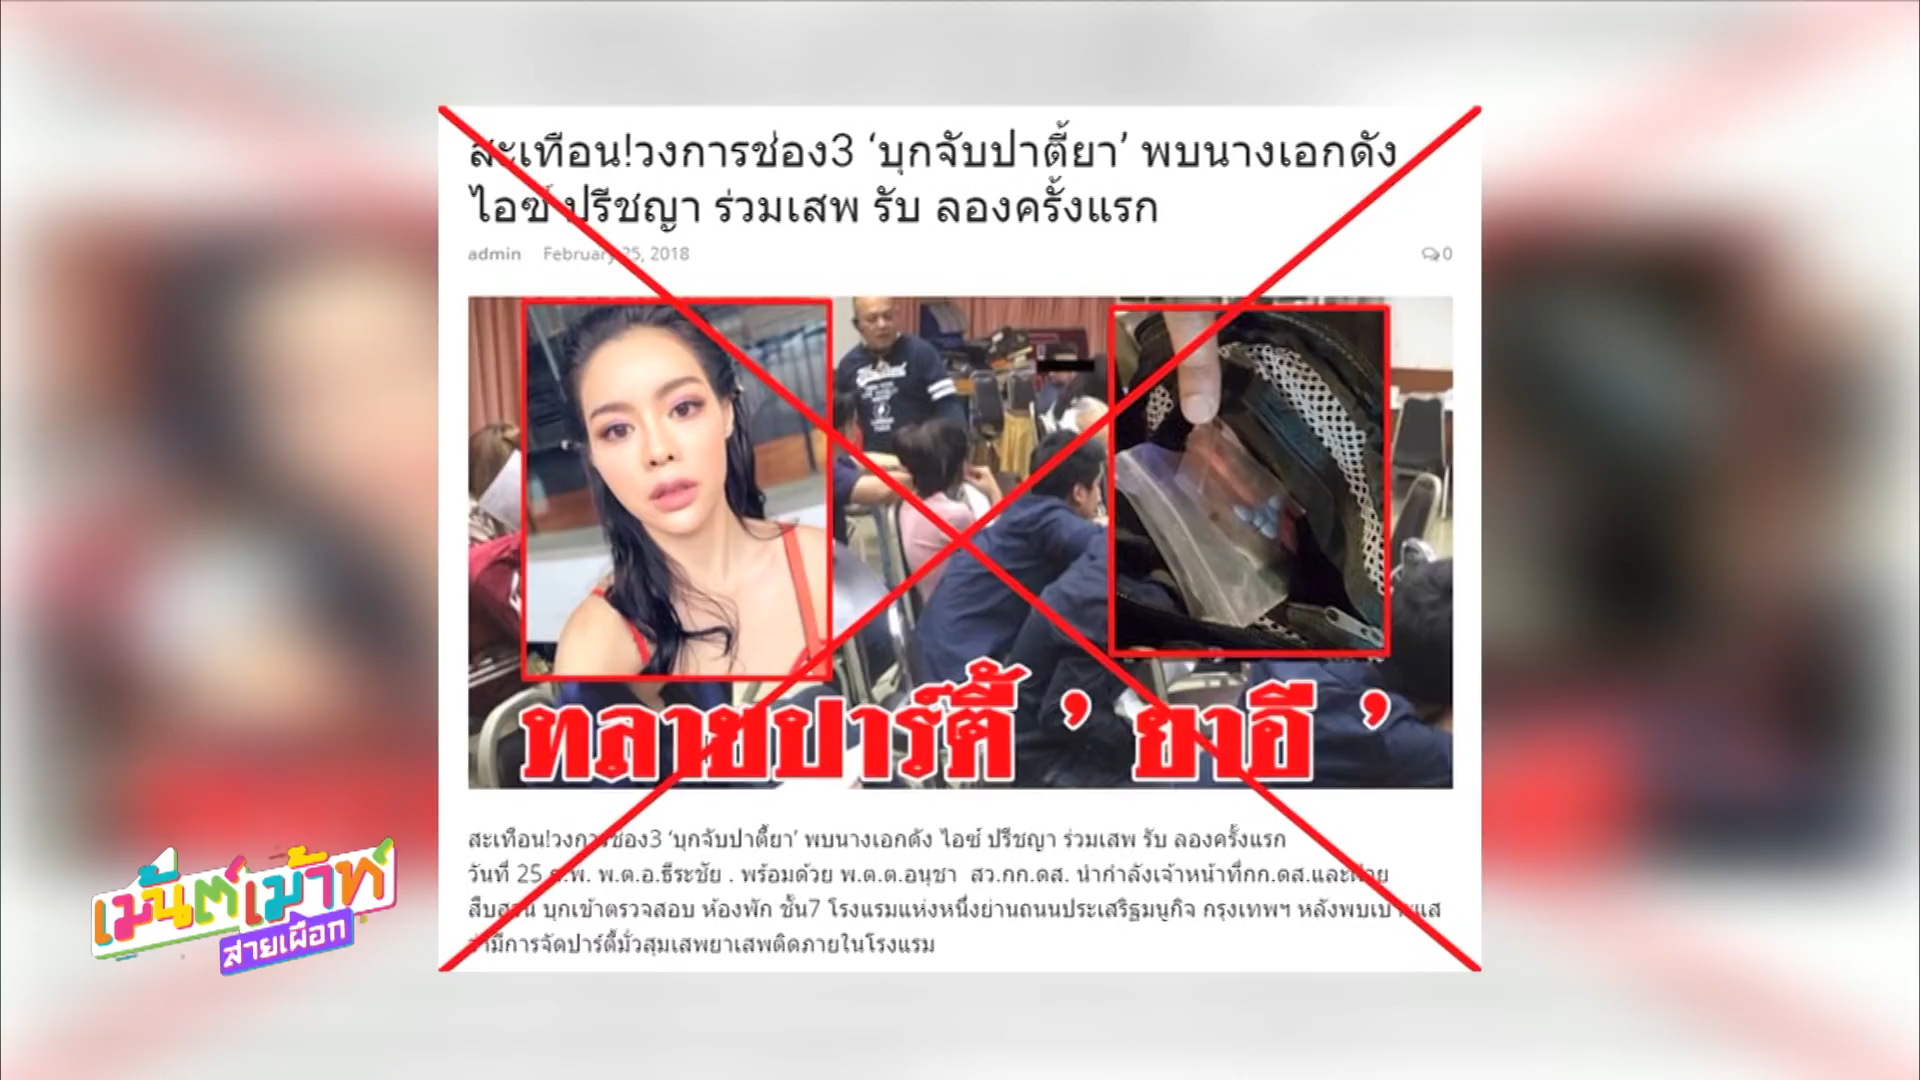 สะเทือน!วงการช่อง3 ‘บุกจับปาตี้ยา’ พบนางเอกดัง
ไอซ์ ปรีชญา ร่วมเสพ รับ ลองครั้งแรก
admin February 25, 2018 0
ทลายปาร์ตี้ ’ ยาอี ’
สะเทือน!วงการช่อง3 ‘บุกจับปาตี้ยา’ พบนางเอกดัง ไอซ์ ปรีชญา ร่วมเสพ รับ ลองครั้งแรก
วันที่ 25 ก.พ. พ.ต.อ.ธีระชัย . พร้อมด้วย พ.ต.ต.อนุชา สว.กก.ดส. นำกำลังเจ้าหน้าที่กก.ดส.และฝ่าย
สืบสวน บุกเข้าตรวจสอบ ห้องพัก ชั้น7 โรงแรมแห่งหนึ่งย่านถนนประเสริฐมนูกิจ กรุงเทพฯ หลังพบเบาะแส
ว่ามีการจัดปาร์ตี้มั่วสุมเสพยาเสพติดภายในโรงแรม
เม้นต์เม้าท์
สายเผือก